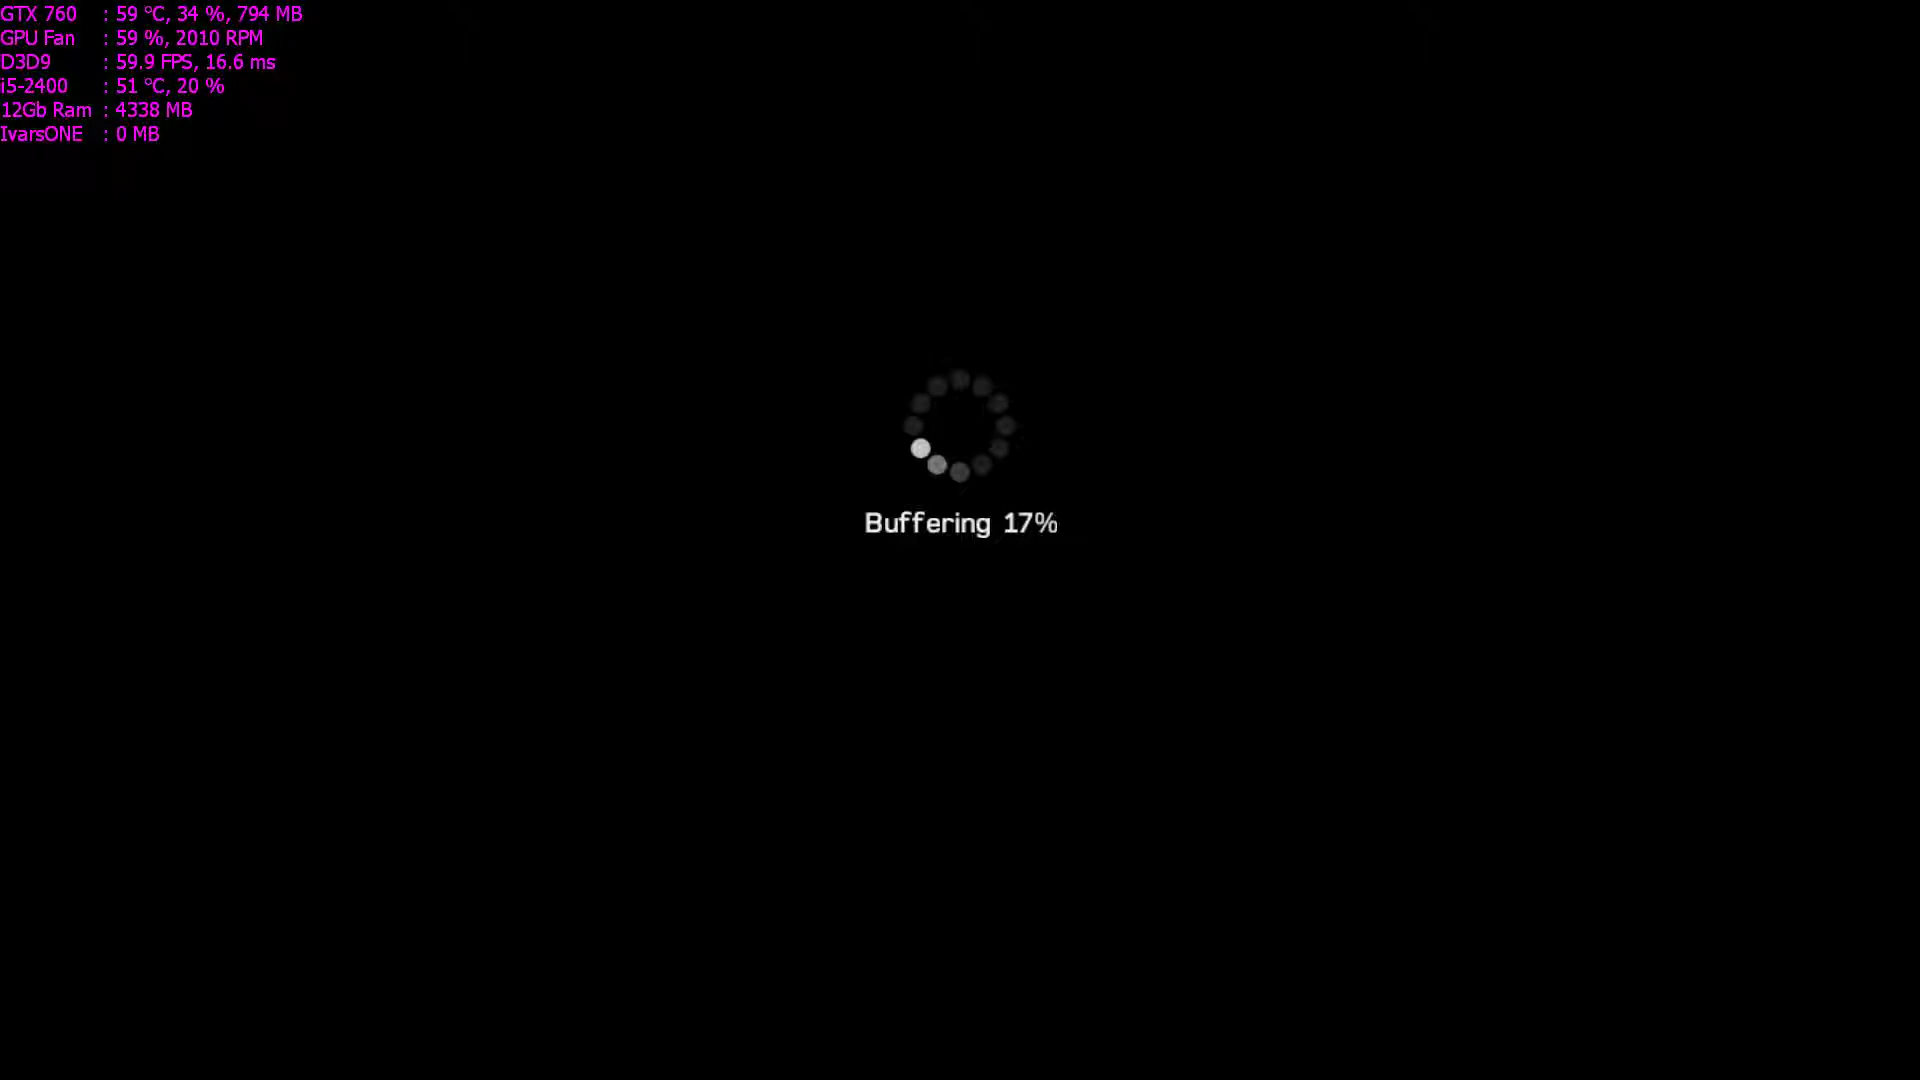 GTX 760 : 59 °C, 34 %, 794 MB
GPU Fan : 59 %, 2010 RPM
D3D9 : 59.9 FPS, 16.6 ms
i5-2400 : 51 °C, 20 %
12Gb Ram : 4338 MB
IvarsONE : 0 MB
Buffering 17%